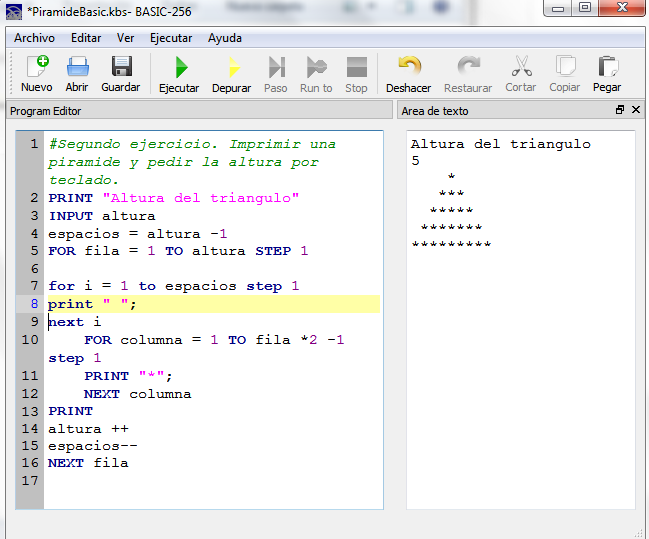 *PiramideBasic.kbs- BASIC-256
Archivo Editar Ver Ejecutar Ayuda
Nuevo Abrir Guardar Ejecutar Depurar Paso Run to Stop Deshacer Restaurar Cortar Copiar Pegar
Program Editor
1 #Segundo ejercicio. Imprimir una
piramide y pedir la altura por
teclado.
2 PRINT "Altura del triangulo"
3 INPUT altura
4 espacios = altura -1
5 FOR fila = 1 TO altura STEP 1
6
7 for i = 1 to espacios step 1
8 print " ";
9 next i
10 FOR columna = 1 TO fila *2 -1
step 1
11 PRINT "*";
12 NEXT columna
13 PRINT
14 altura ++
15 espacios--
16 NEXT fila
17
Area de texto
Altura del triangulo
5
    *
   ***
  *****
 *******
*********